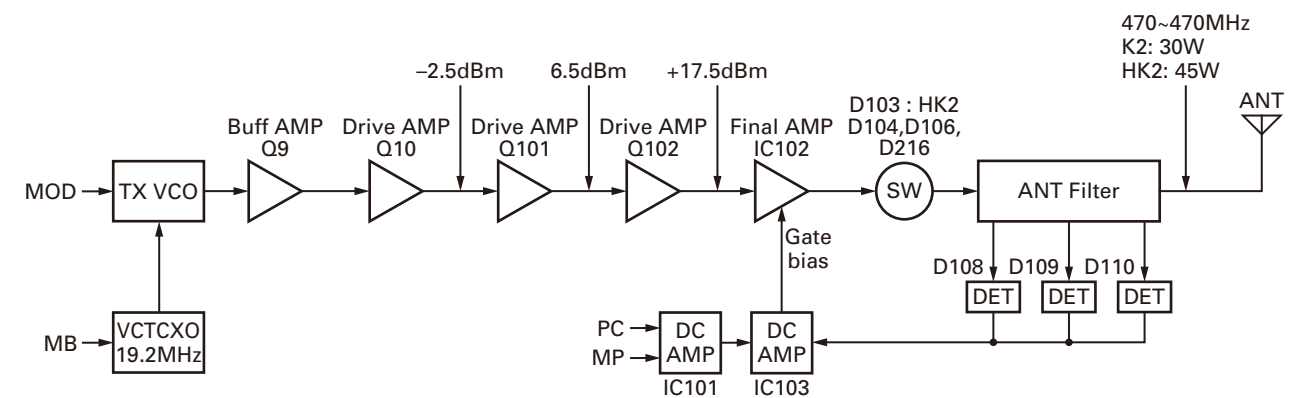 470~470MHz
K2: 30W
HK2: 45W
–2.5dBm
6.5dBm
+17.5dBm
ANT
D103 : HK2
D104,D106,
D216
Buff AMP
Q9
Drive AMP
Q10
Drive AMP
Q101
Drive AMP
Q102
Final AMP
IC102
MOD
TX VCO
SW
ANT Filter
Gate
bias
D108
D109
D110
DET
DET
DET
MB
VCTCXO
19.2MHz
PC
MP
DC
AMP
IC101
DC
AMP
IC103